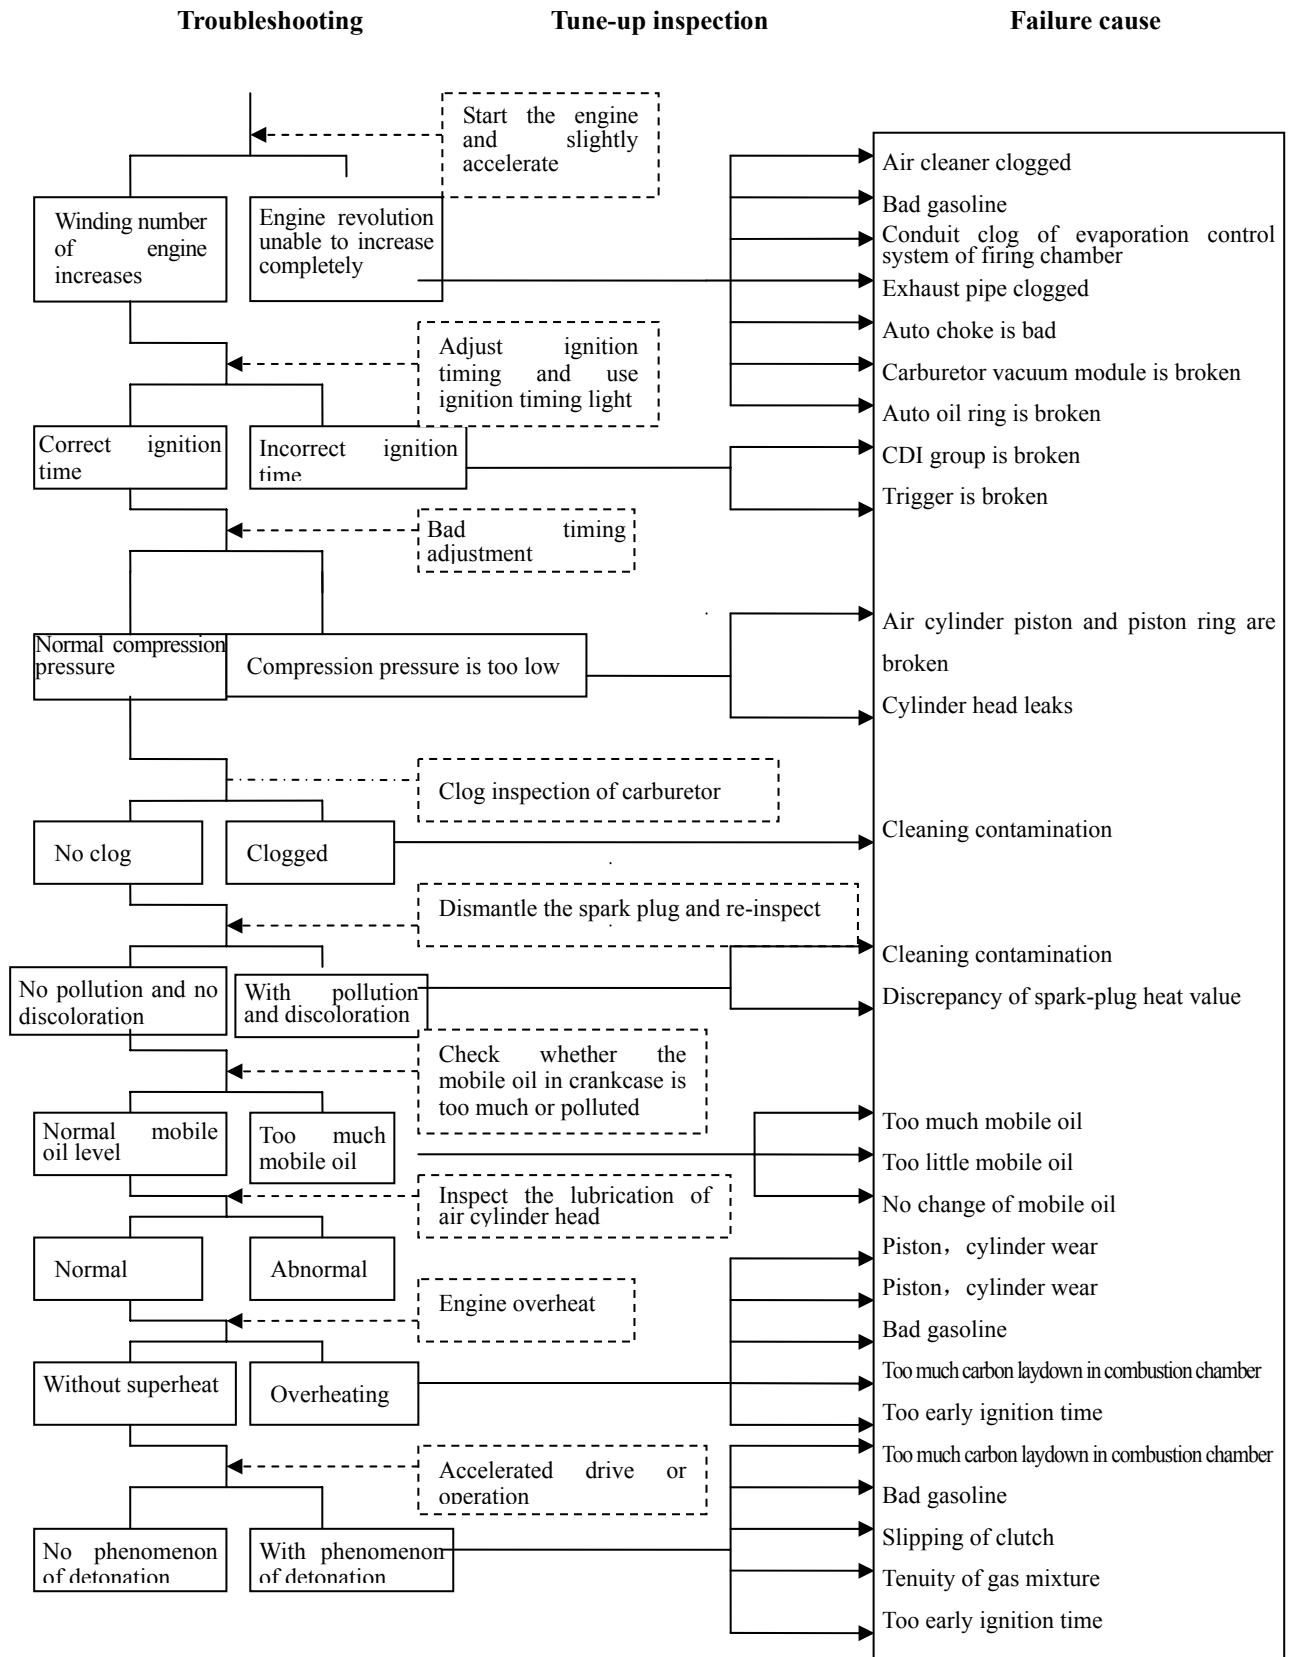 Troubleshooting Tune-up inspection Failure cause
Start the engine
and slightly
accelerate
Winding number
of engine
increases
Engine revolution
unable to increase
completely
Air cleaner clogged
Bad gasoline
Conduit clog of evaporation control
system of firing chamber
Exhaust pipe clogged
Auto choke is bad
Carburetor vacuum module is broken
Auto oil ring is broken
Adjust ignition
timing and use
ignition timing light
Correct ignition
time
Incorrect ignition
time
CDI group is broken
Trigger is broken
Bad timing
adjustment
Normal compression
pressure
Compression pressure is too low
Air cylinder piston and piston ring are
broken
Cylinder head leaks
Clog inspection of carburetor
No clog
Clogged
Cleaning contamination
Dismantle the spark plug and re-inspect
No pollution and no
discoloration
With pollution
and discoloration
Cleaning contamination
Discrepancy of spark-plug heat value
Check whether the
mobile oil in crankcase is
too much or polluted
Normal mobile
oil level
Too much
mobile oil
Too much mobile oil
Too little mobile oil
No change of mobile oil
Inspect the lubrication of
air cylinder head
Normal
Abnormal
Piston，cylinder wear
Piston，cylinder wear
Bad gasoline
Too much carbon laydown in combustion chamber
Too early ignition time
Engine overheat
Without superheat
Overheating
Accelerated drive or
operation
No phenomenon
of detonation
With phenomenon
of detonation
Too much carbon laydown in combustion chamber
Bad gasoline
Slipping of clutch
Tenuity of gas mixture
Too early ignition time